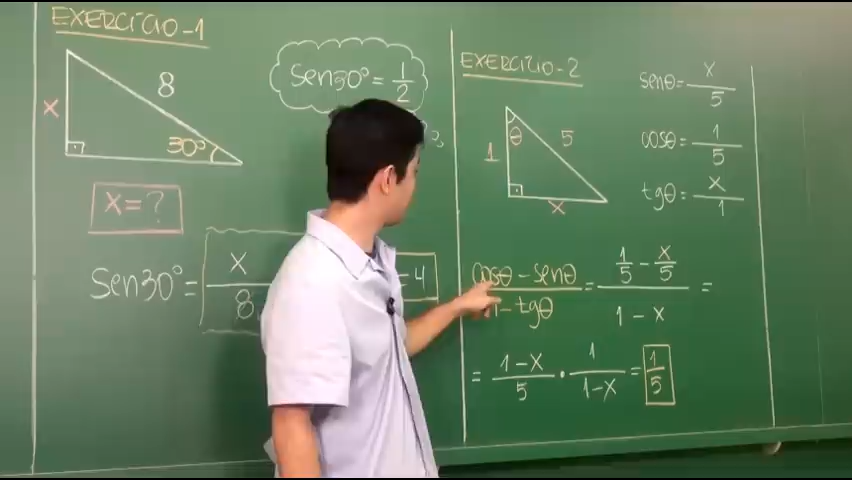 EXERCÍCIO-1
x
8
30°
Sen30° = 1/2
x = ?
Sen30° = x/8
= 4
EXERCÍCIO-2
1
θ
5
x
senθ = x/5
cosθ = 1/5
tgθ = x/1
cosθ - senθ / 1 - tgθ = 1/5 - x/5 / 1 - x =
= 1-x/5 · 1/1-x = 1/5